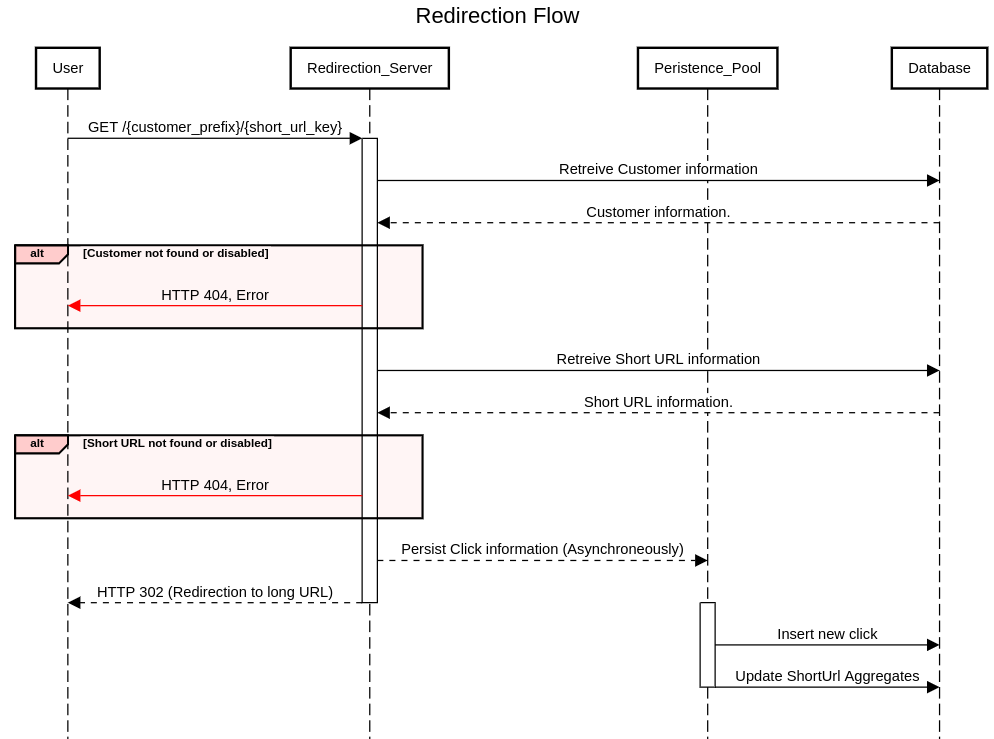 Redirection Flow
User
Redirection_Server
Peristence_Pool
Database
GET /{customer_prefix}/{short_url_key}
Retreive Customer information
Customer information.
alt
[Customer not found or disabled]
HTTP 404, Error
Retreive Short URL information
Short URL information.
alt
[Short URL not found or disabled]
HTTP 404, Error
Persist Click information (Asynchroneously)
HTTP 302 (Redirection to long URL)
Insert new click
Update ShortUrl Aggregates